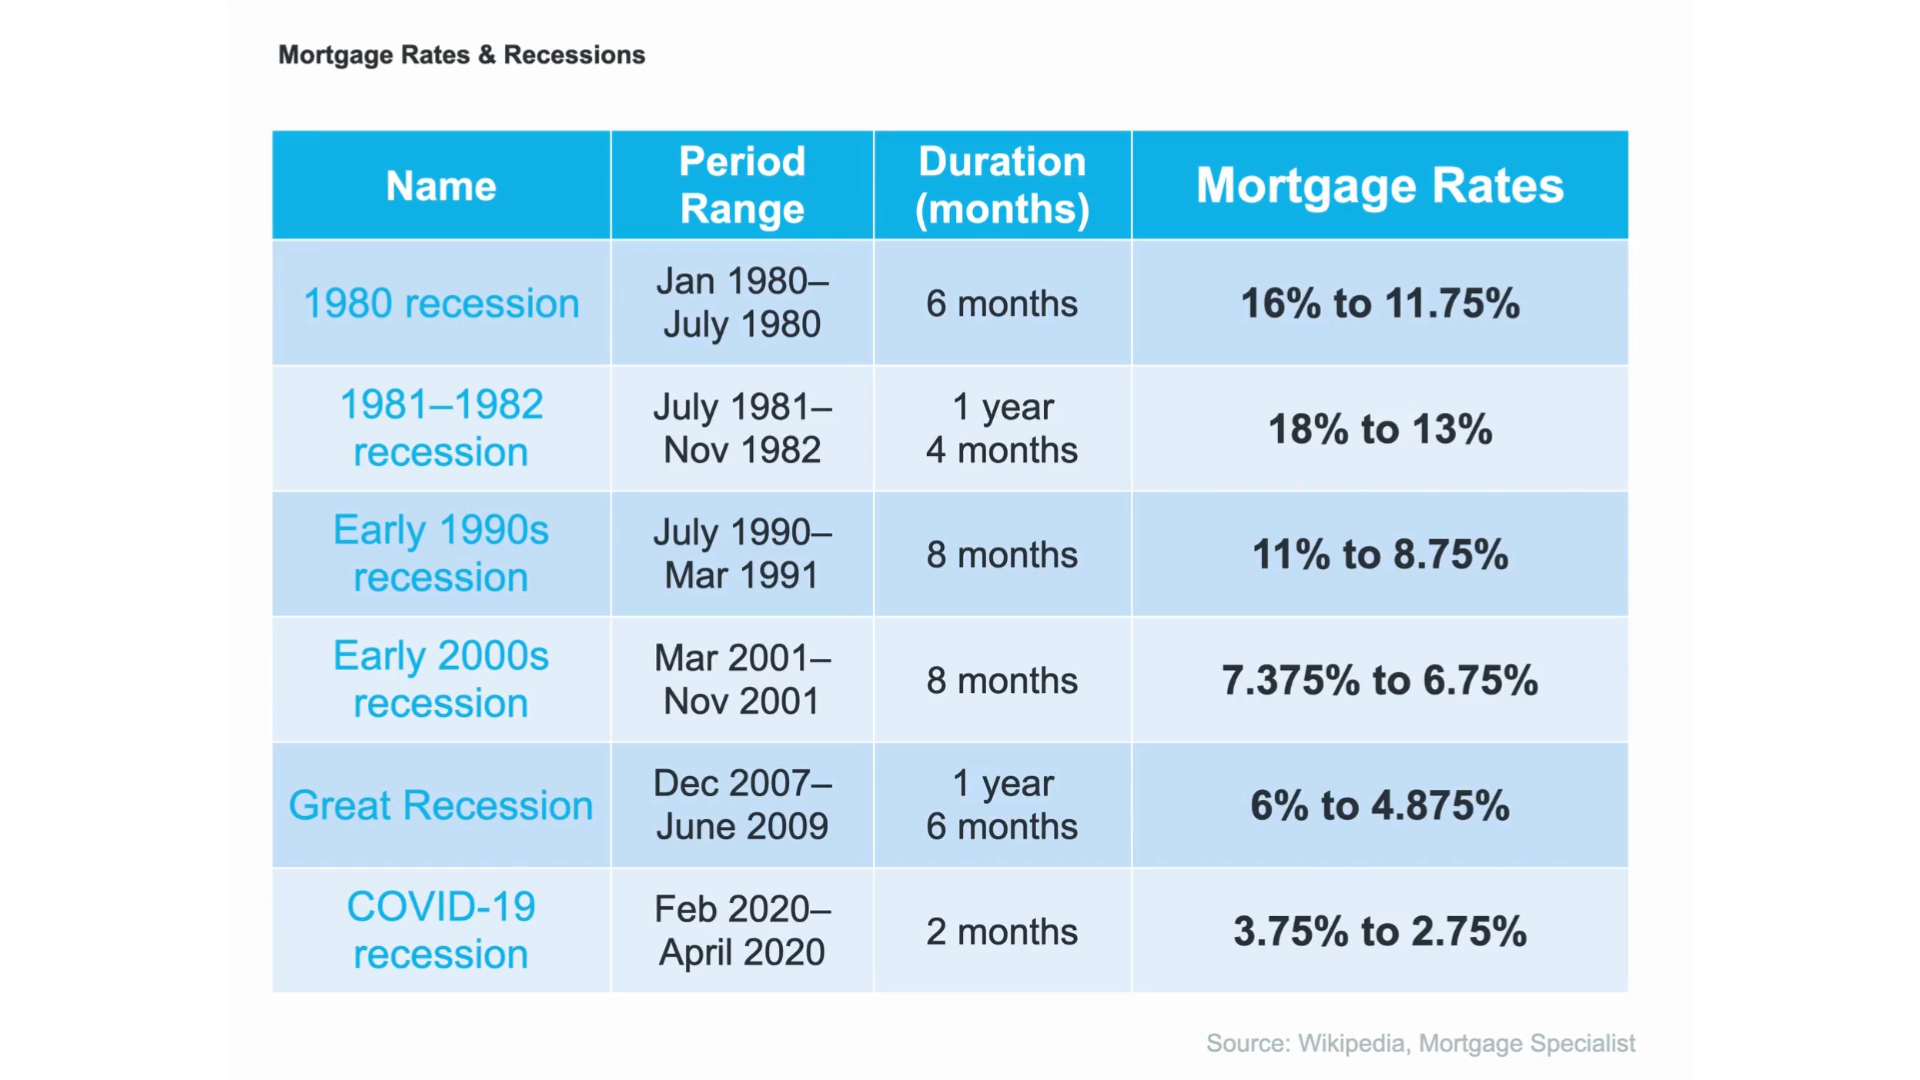 Mortgage Rates & Recessions
Name
Period
Range
Duration
(months)
Mortgage Rates
1980 recession
Jan 1980–
July 1980
6 months
16% to 11.75%
1981–1982
recession
July 1981–
Nov 1982
1 year
4 months
18% to 13%
Early 1990s
recession
July 1990–
Mar 1991
8 months
11% to 8.75%
Early 2000s
recession
Mar 2001–
Nov 2001
8 months
7.375% to 6.75%
Great Recession
Dec 2007–
June 2009
1 year
6 months
6% to 4.875%
COVID-19
recession
Feb 2020–
April 2020
2 months
3.75% to 2.75%
Source: Wikipedia, Mortgage Specialist